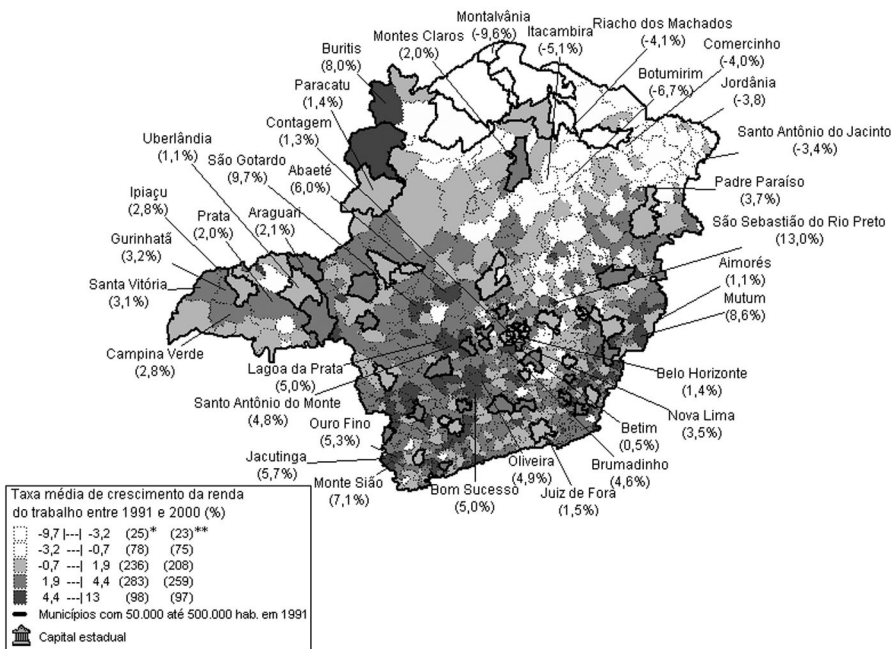 Montalvânia
(-9,6%)
Itacambira
(-5,1%)
Riacho dos Machados
(-4,1%)
Montes Claros
(2,0%)
Comercinho
(-4,0%)
Buritis
(8,0%)
Botumirim
(-6,7%)
Paracatu
(1,4%)
Jordânia
(-3,8)
Contagem
(1,3%)
Uberlândia
(1,1%)
Santo Antônio do Jacinto
(-3,4%)
São Gotardo
(9,7%)
Abaeté
(6,0%)
Padre Paraíso
(3,7%)
Ipiaçu
(2,8%)
Prata
(2,0%)
Araguari
(2,1%)
São Sebastião do Rio Preto
(13,0%)
Gurinhatã
(3,2%)
Aimorés
(1,1%)
Santa Vitória
(3,1%)
Mutum
(8,6%)
Campina Verde
(2,8%)
Lagoa da Prata
(5,0%)
Belo Horizonte
(1,4%)
Santo Antônio do Monte
(4,8%)
Nova Lima
(3,5%)
Ouro Fino
(5,3%)
Betim
(0,5%)
Jacutinga
(5,7%)
Oliveira
(4,9%)
Brumadinho
(4,6%)
Monte Sião
(7,1%)
Bom Sucesso
(5,0%)
Juiz de Fora
(1,5%)
Taxa média de crescimento da renda
do trabalho entre 1991 e 2000 (%)
-9,7 |---| -3,2 (25)* (23)**
-3,2 ---| -0,7 (78) (75)
-0,7 ---| 1,9 (236) (208)
1,9 ---| 4,4 (283) (259)
4,4 ---| 13 (98) (97)
Municípios com 50.000 até 500.000 hab. em 1991
Capital estadual